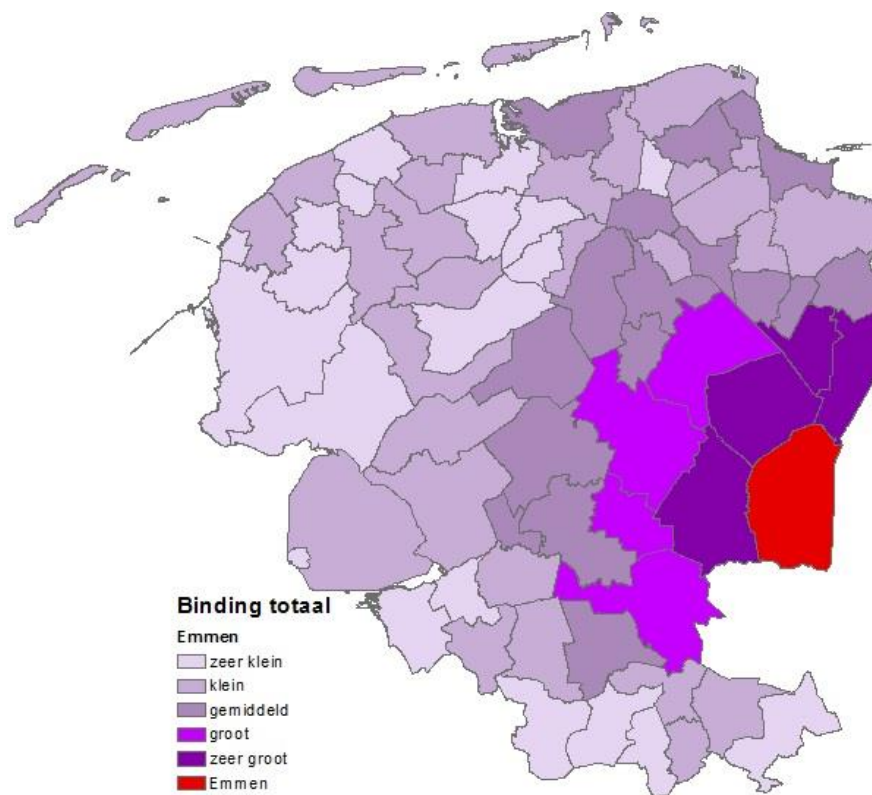 Binding totaal
Emmen
zeer klein
klein
gemiddeld
groot
zeer groot
Emmen